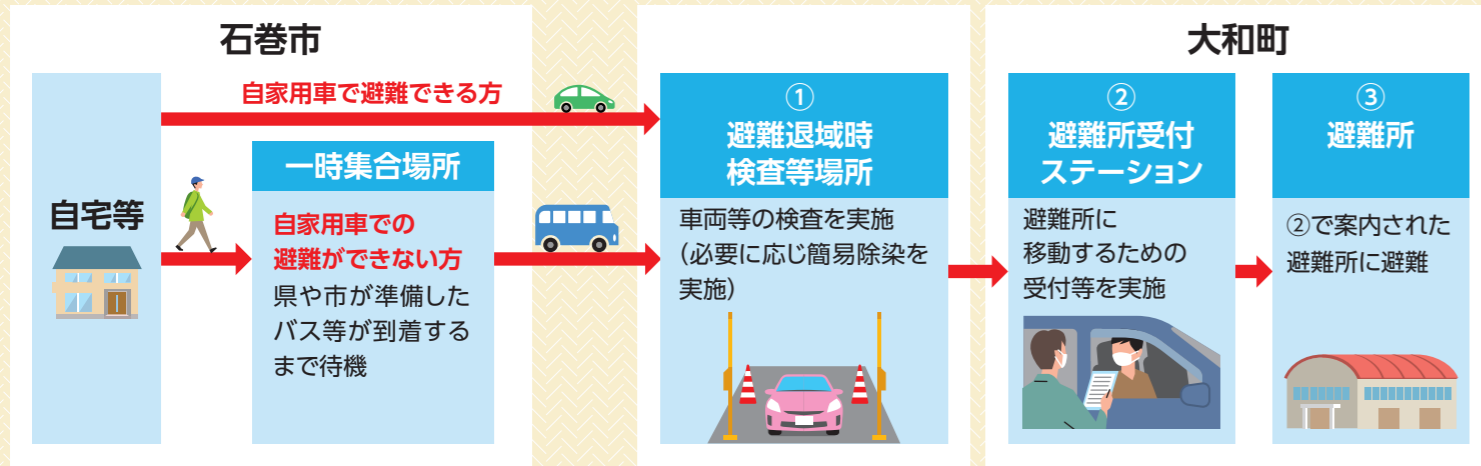 石巻市
自宅等
自家用車で避難できる方
一時集合場所
自家用車での
避難ができない方
県や市が準備した
バス等が到着する
まで待機
①
避難退域時
検査等場所
車両等の検査を実施
(必要に応じ簡易除染を
実施)
大和町
②
避難所受付
ステーション
避難所に
移動するための
受付等を実施
③
避難所
②で案内された
避難所に避難